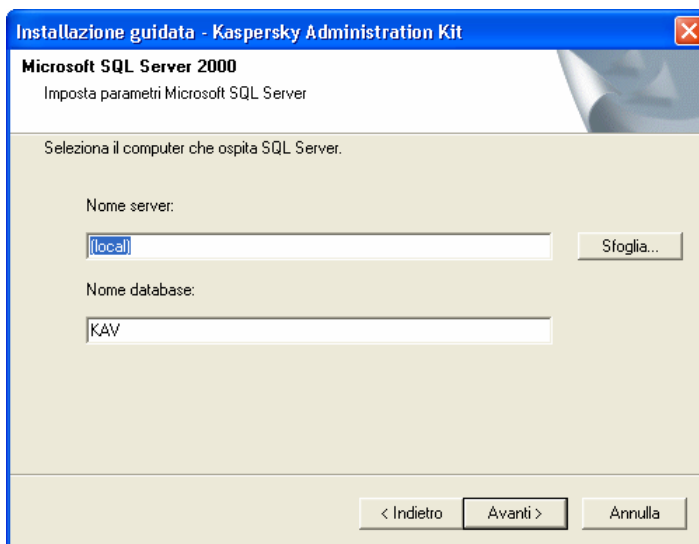 Installazione guidata - Kaspersky Administration Kit
Microsoft SQL Server 2000
Imposta parametri Microsoft SQL Server
Seleziona il computer che ospita SQL Server.
Nome server:
(local)
Sfoglia...
Nome database:
KAV
< Indietro
Avanti >
Annulla